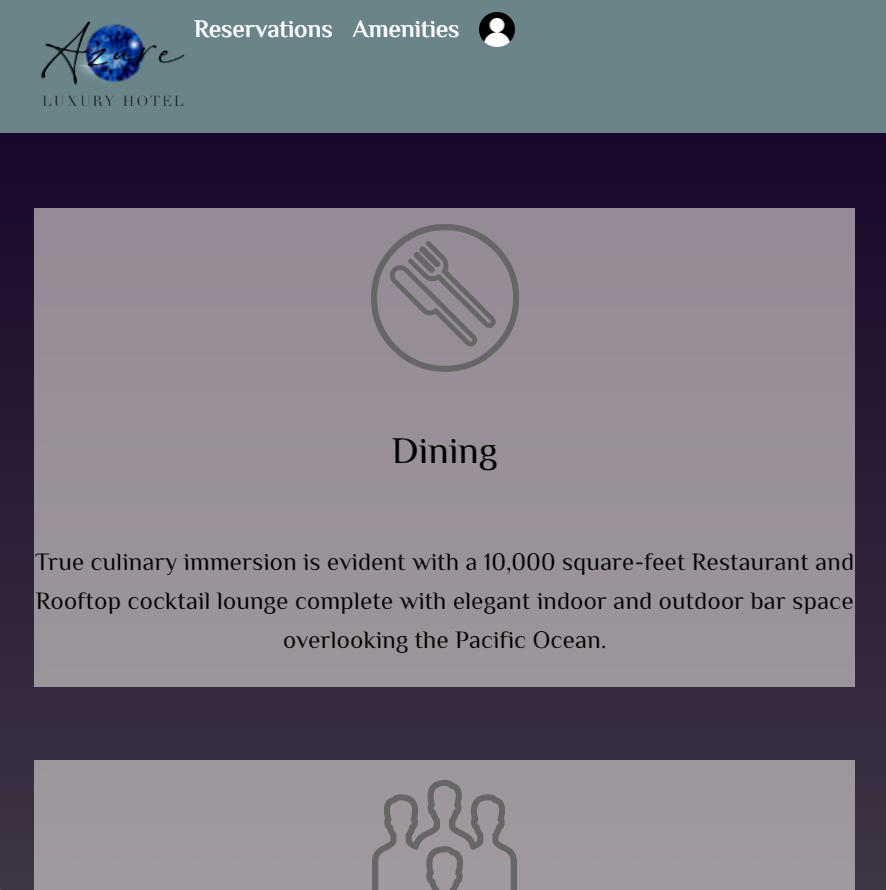 Azure
LUXURY HOTEL
Reservations Amenities
Dining
True culinary immersion is evident with a 10,000 square-feet Restaurant and
Rooftop cocktail lounge complete with elegant indoor and outdoor bar space
overlooking the Pacific Ocean.